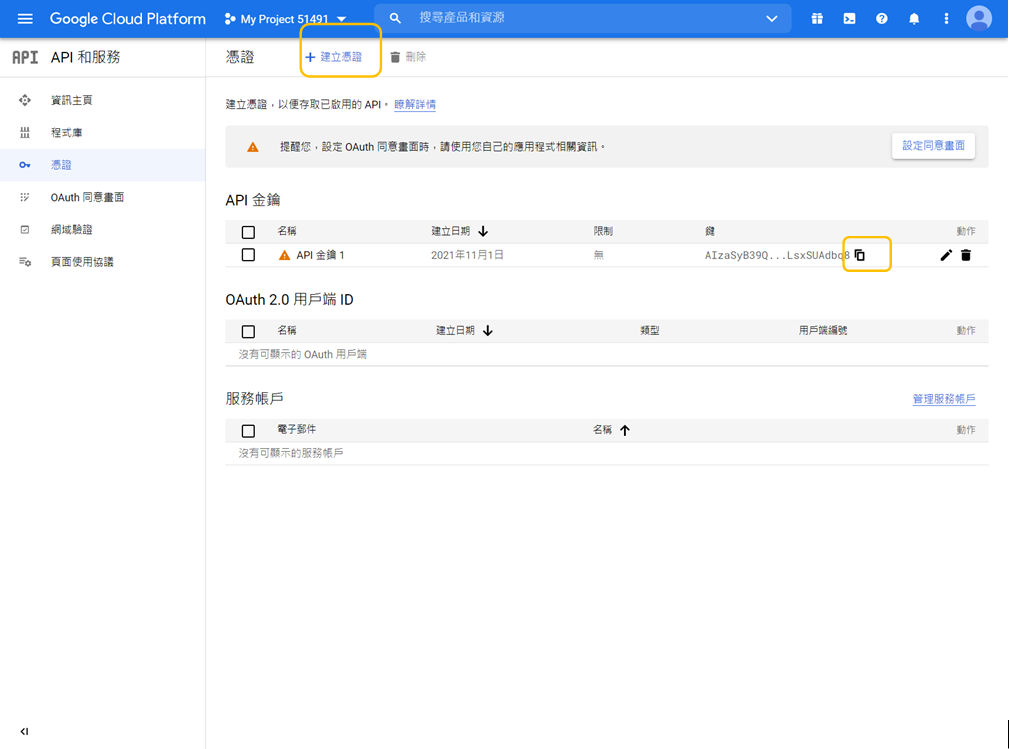 Google Cloud Platform My Project 51491 搜尋產品和資源
API API 和服務 憑證 + 建立憑證 刪除
資訊主頁
程式庫
憑證
OAuth 同意畫面
網域驗證
頁面使用協議
建立憑證，以便存取已啟用的 API。 瞭解詳情
提醒您，設定 OAuth 同意畫面時，請使用您自己的應用程式相關資訊。 設定同意畫面
API 金鑰
名稱 建立日期 限制 鍵 動作
API 金鑰 1 2021年11月1日 無 AIzaSyB39Q...LsxSUAdbq8
OAuth 2.0 用戶端 ID
名稱 建立日期 類型 用戶端編號 動作
沒有可顯示的 OAuth 用戶端
服務帳戶 管理服務帳戶
電子郵件 名稱 動作
沒有可顯示的服務帳戶